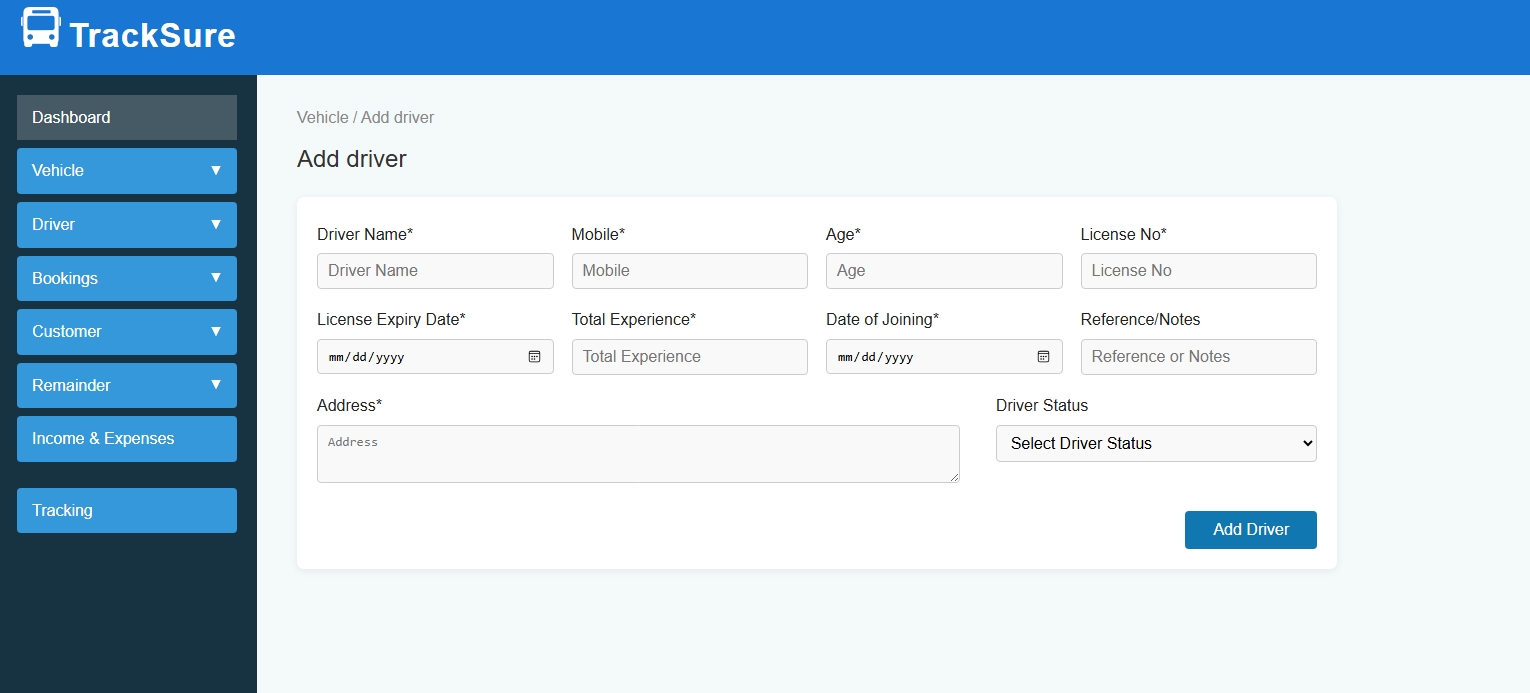 TrackSure
Dashboard
Vehicle ▼
Driver ▼
Bookings ▼
Customer ▼
Remainder ▼
Income & Expenses
Tracking
Vehicle / Add driver
Add driver
Driver Name* Mobile* Age* License No*
Driver Name Mobile Age License No
License Expiry Date* Total Experience* Date of Joining* Reference/Notes
mm/dd/yyyy Total Experience mm/dd/yyyy Reference or Notes
Address* Driver Status
Address Select Driver Status
Add Driver